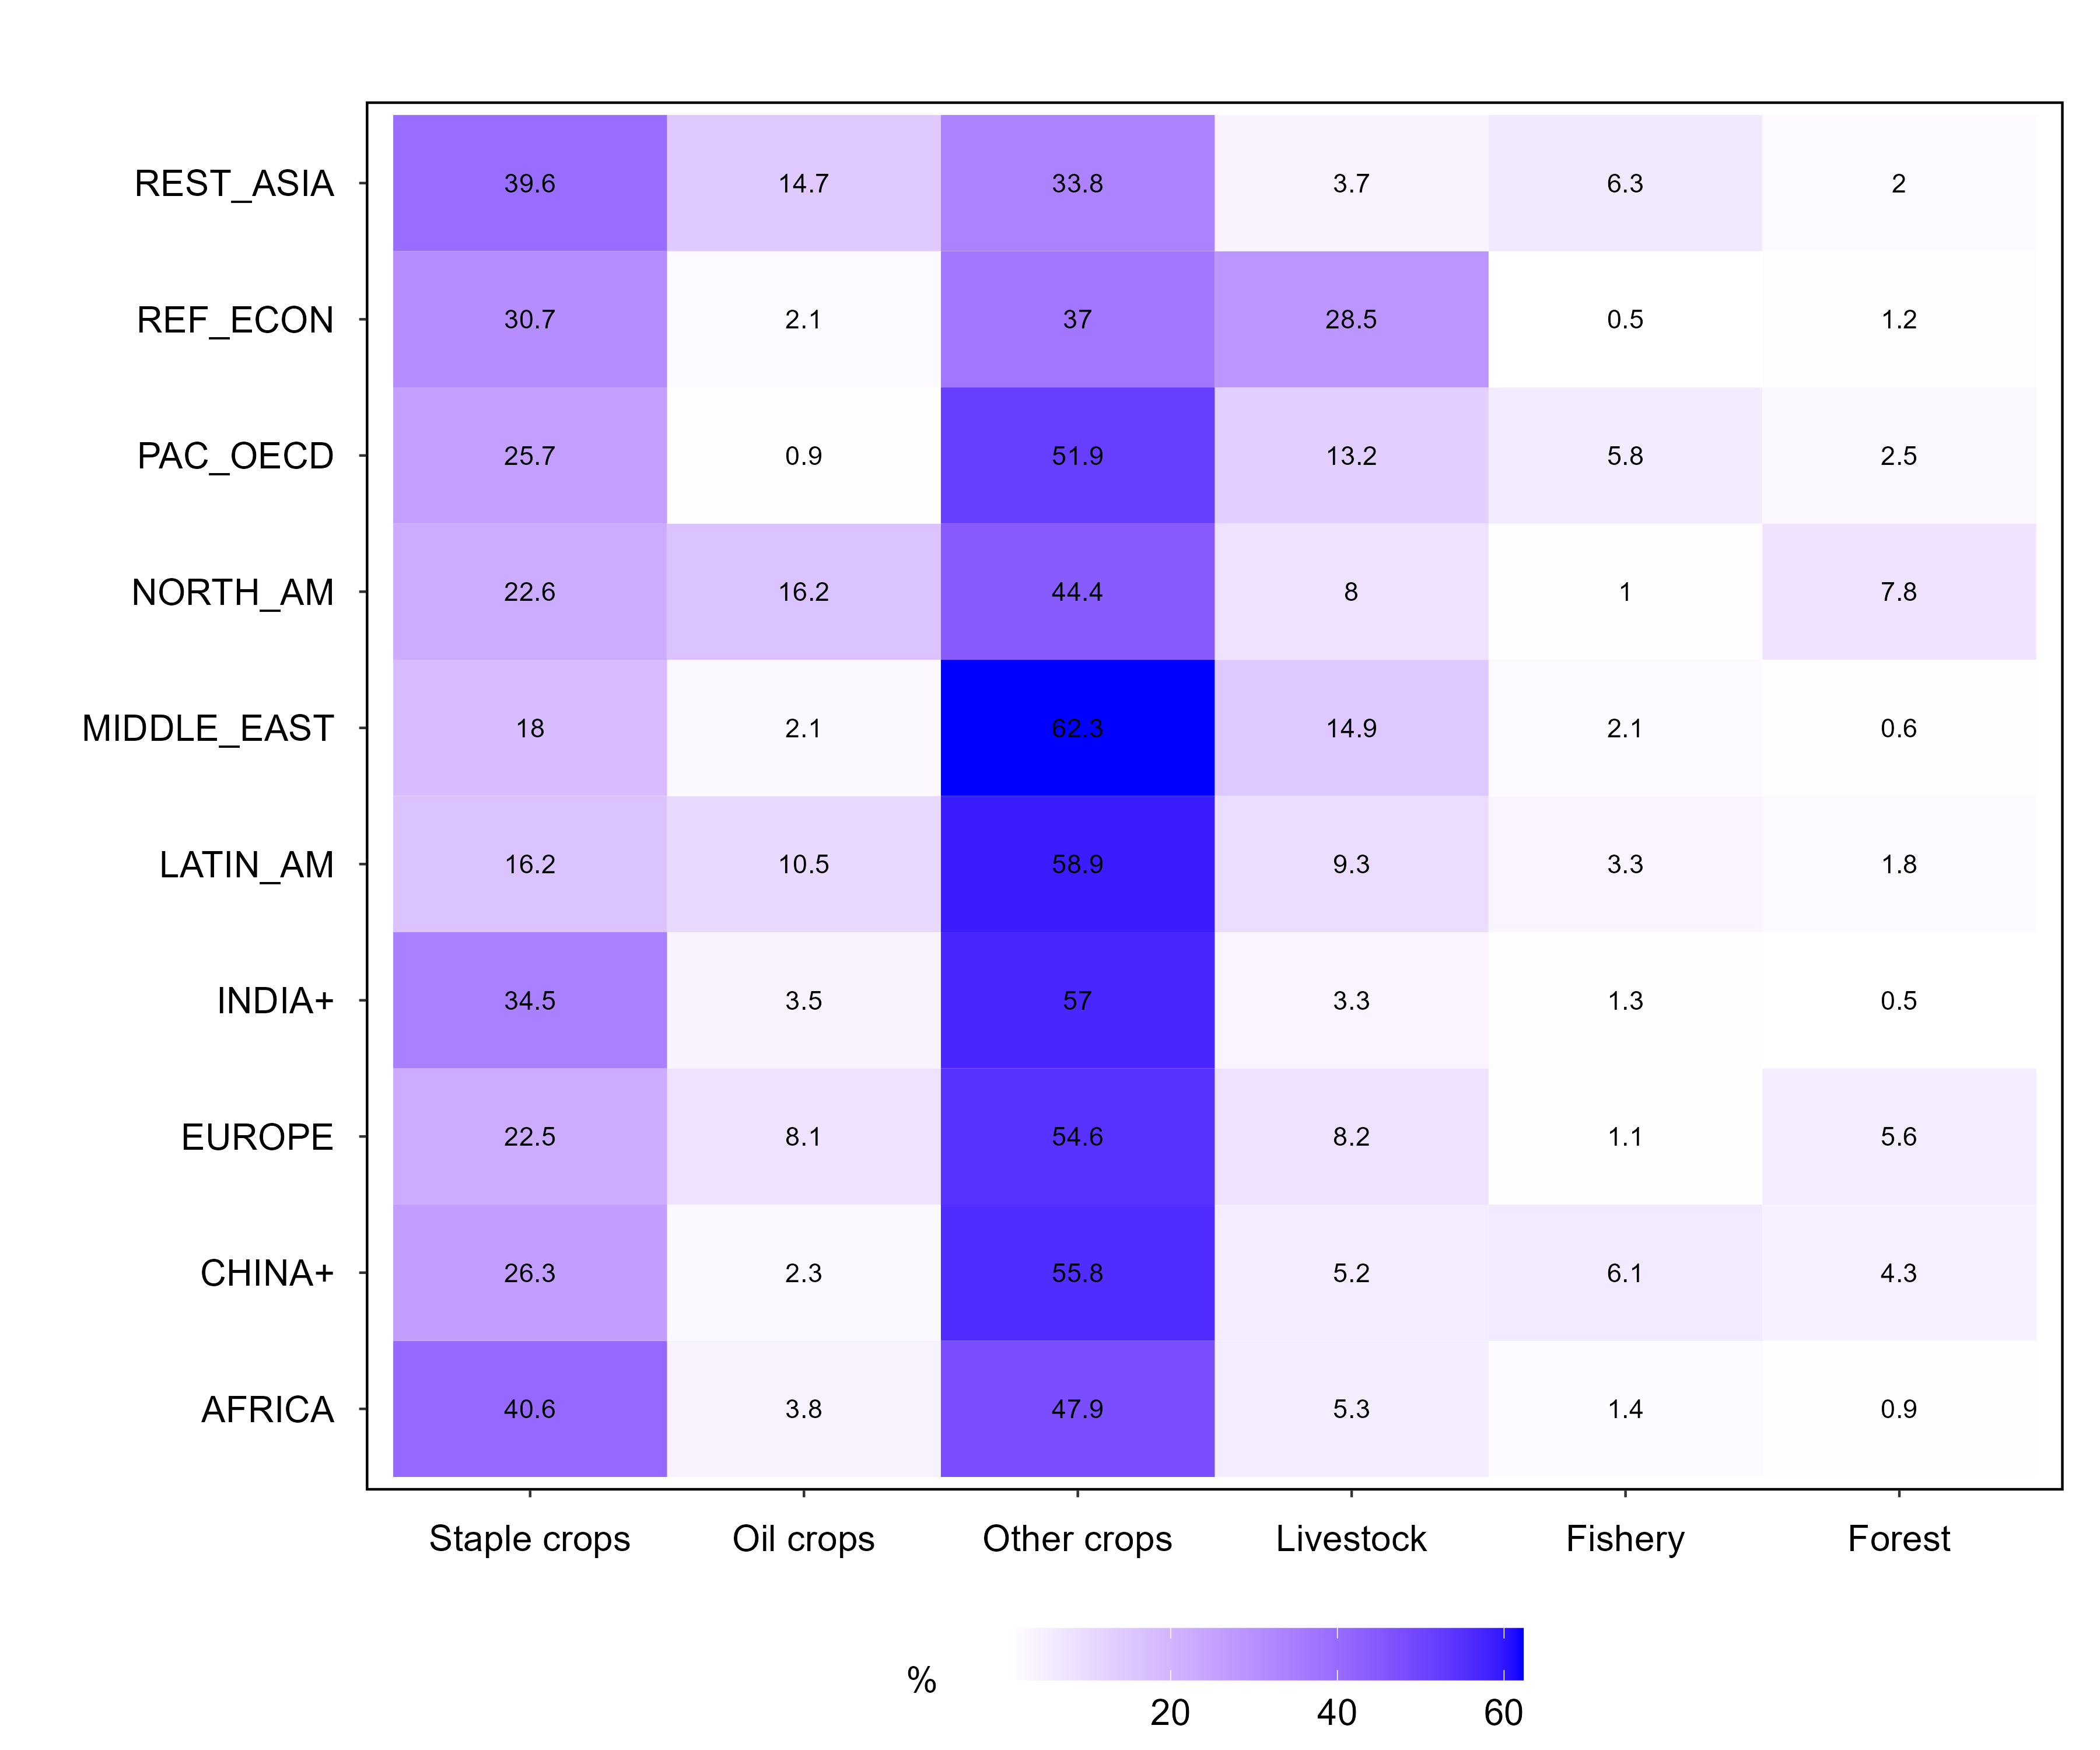 REST_ASIA 39.6 14.7 33.8 3.7 6.3 2
REF_ECON 30.7 2.1 37 28.5 0.5 1.2
PAC_OECD 25.7 0.9 51.9 13.2 5.8 2.5
NORTH_AM 22.6 16.2 44.4 8 1 7.8
MIDDLE_EAST 18 2.1 62.3 14.9 2.1 0.6
LATIN_AM 16.2 10.5 58.9 9.3 3.3 1.8
INDIA+ 34.5 3.5 57 3.3 1.3 0.5
EUROPE 22.5 8.1 54.6 8.2 1.1 5.6
CHINA+ 26.3 2.3 55.8 5.2 6.1 4.3
AFRICA 40.6 3.8 47.9 5.3 1.4 0.9
Staple crops Oil crops Other crops Livestock Fishery Forest
%
20 40 60